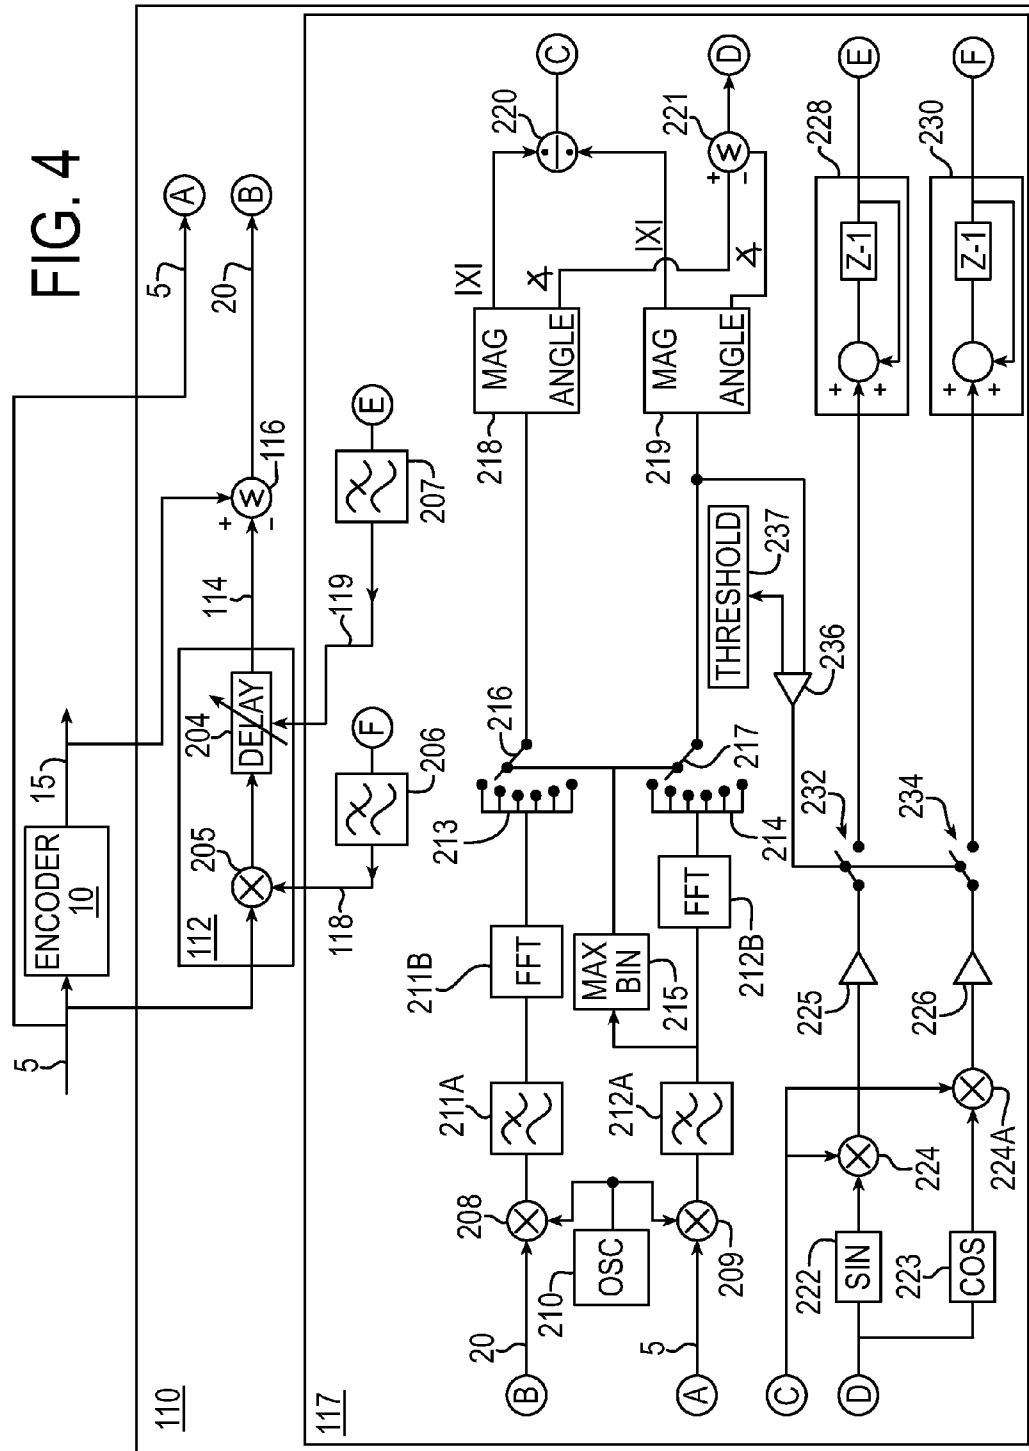 FIG. 4
110
5
ENCODER
10
15
5
A
20
B
112
205
204
DELAY
114
+
-
116
118
206
F
119
207
E
117
B
20
208
211A
211B
FFT
213
216
218
MAG
ANGLE
|X|
∡
220
÷
C
210
OSC
MAX
BIN
215
A
5
209
212A
212B
FFT
214
217
219
MAG
ANGLE
|X|
∡
+
-
221
D
THRESHOLD
237
236
C
D
222
SIN
224
225
232
+
+
Z-1
228
E
223
COS
224A
226
234
+
+
Z-1
230
F